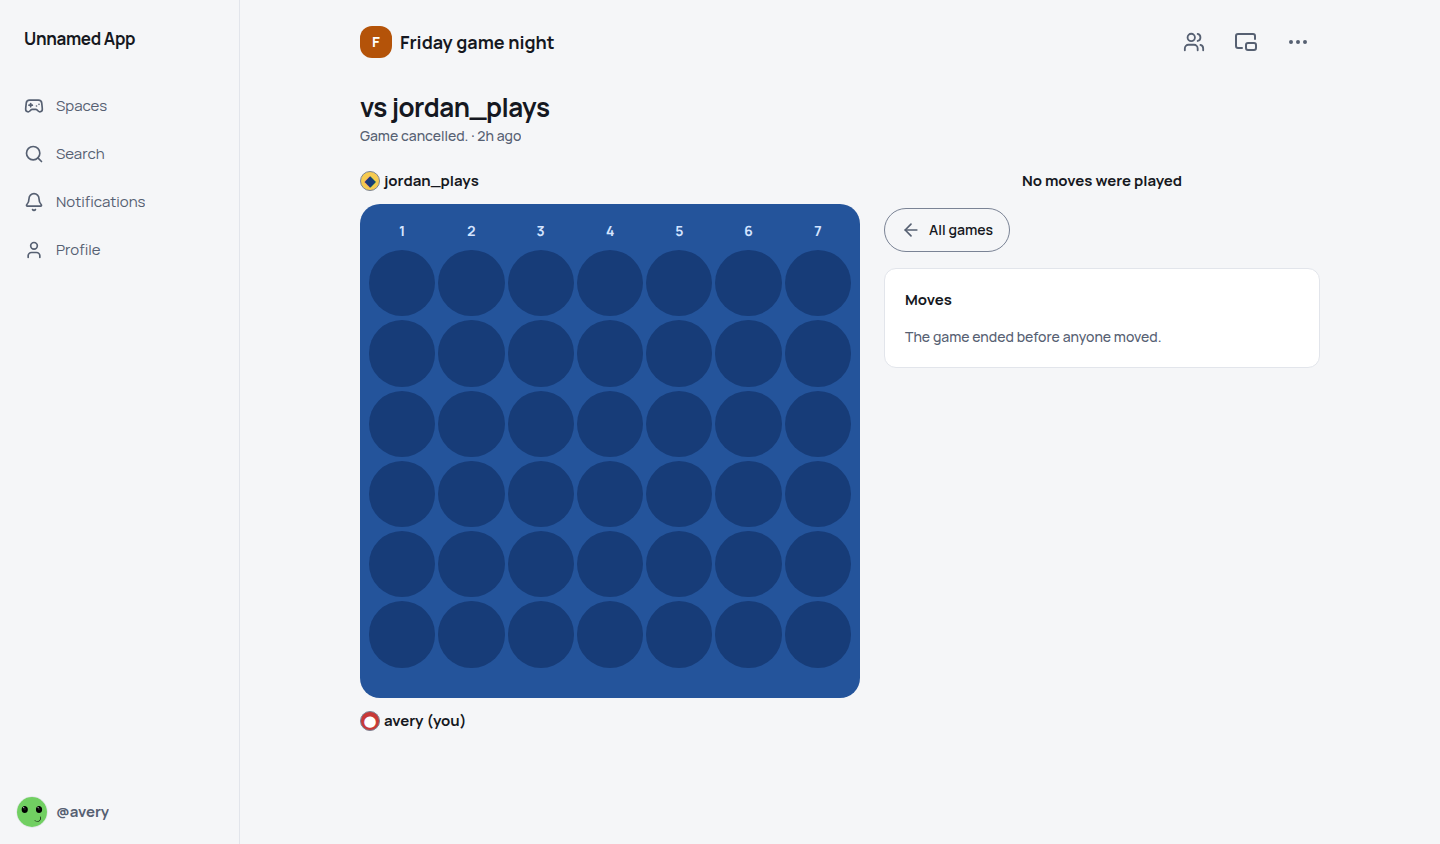 Unnamed App
Spaces
Search
Notifications
Profile
@avery
F Friday game night
vs jordan_plays
Game cancelled. · 2h ago
jordan_plays
1 2 3 4 5 6 7
avery (you)
No moves were played
All games
Moves
The game ended before anyone moved.